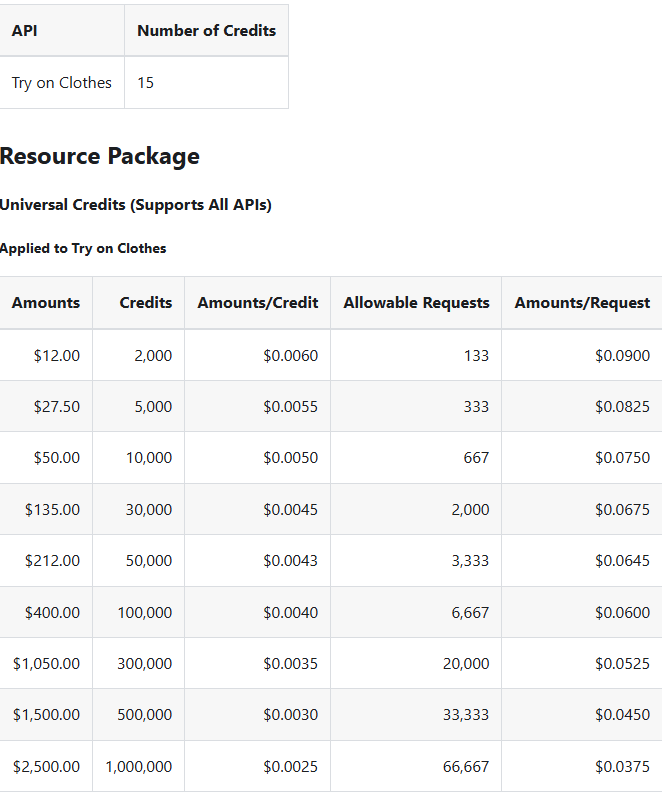 API Number of Credits
Try on Clothes 15
Resource Package
Universal Credits (Supports All APIs)
Applied to Try on Clothes
Amounts Credits Amounts/Credit Allowable Requests Amounts/Request
$12.00 2,000 $0.0060 133 $0.0900
$27.50 5,000 $0.0055 333 $0.0825
$50.00 10,000 $0.0050 667 $0.0750
$135.00 30,000 $0.0045 2,000 $0.0675
$212.00 50,000 $0.0043 3,333 $0.0645
$400.00 100,000 $0.0040 6,667 $0.0600
$1,050.00 300,000 $0.0035 20,000 $0.0525
$1,500.00 500,000 $0.0030 33,333 $0.0450
$2,500.00 1,000,000 $0.0025 66,667 $0.0375